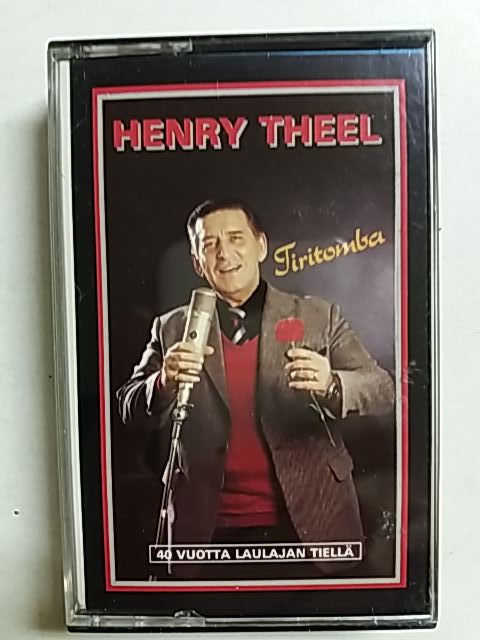 HENRY THEEL
Tiritomba
40 VUOTTA LAULAJAN TIELLÄ